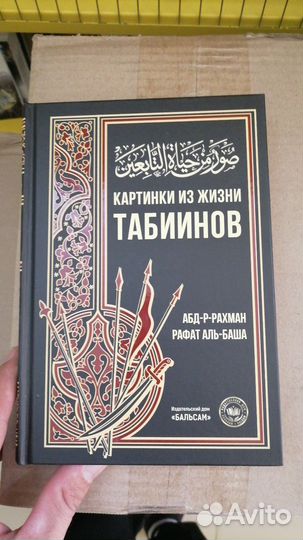 صور من حياة التابعين
КАРТИНКИ ИЗ ЖИЗНИ
ТАБИИНОВ
АБД-Р-РАХМАН
РАФАТ АЛЬ-БАША
Издательский дом
«БАЛЬСАМ»
Avito